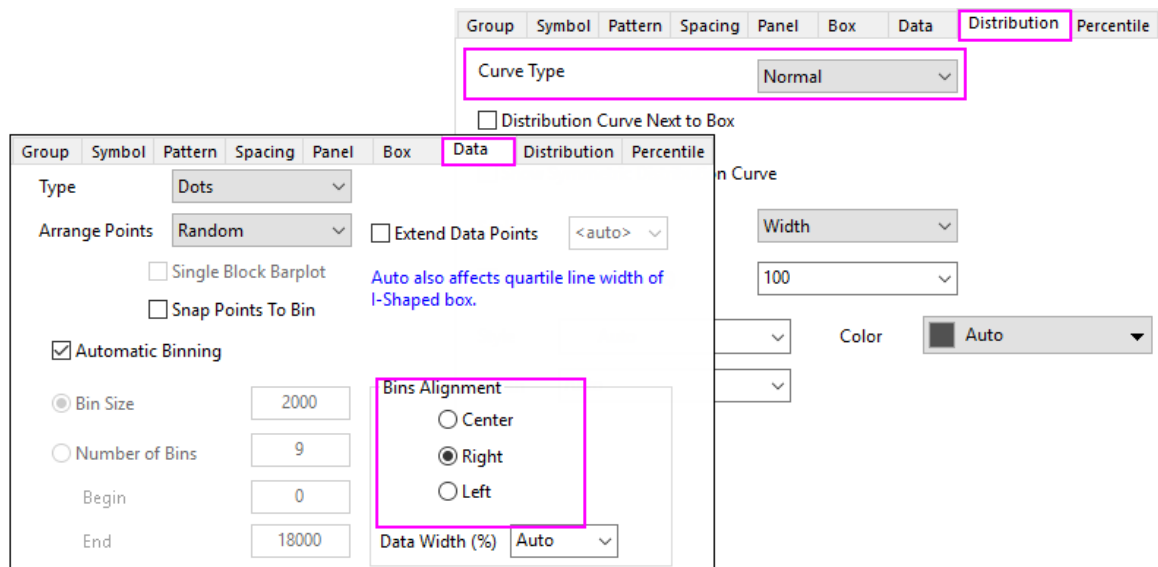 Group Symbol Pattern Spacing Panel Box Data Distribution Percentile
Curve Type Normal
Distribution Curve Next to Box
n Curve
Width
100
Color Auto
Group Symbol Pattern Spacing Panel Box Data Distribution Percentile
Type Dots
Arrange Points Random Extend Data Points <auto>
Single Block Barplot
Auto also affects quartile line width of
I-Shaped box.
Snap Points To Bin
Automatic Binning
Bin Size 2000
Number of Bins 9
Begin 0
End 18000
Bins Alignment
Center
Right
Left
Data Width (%) Auto